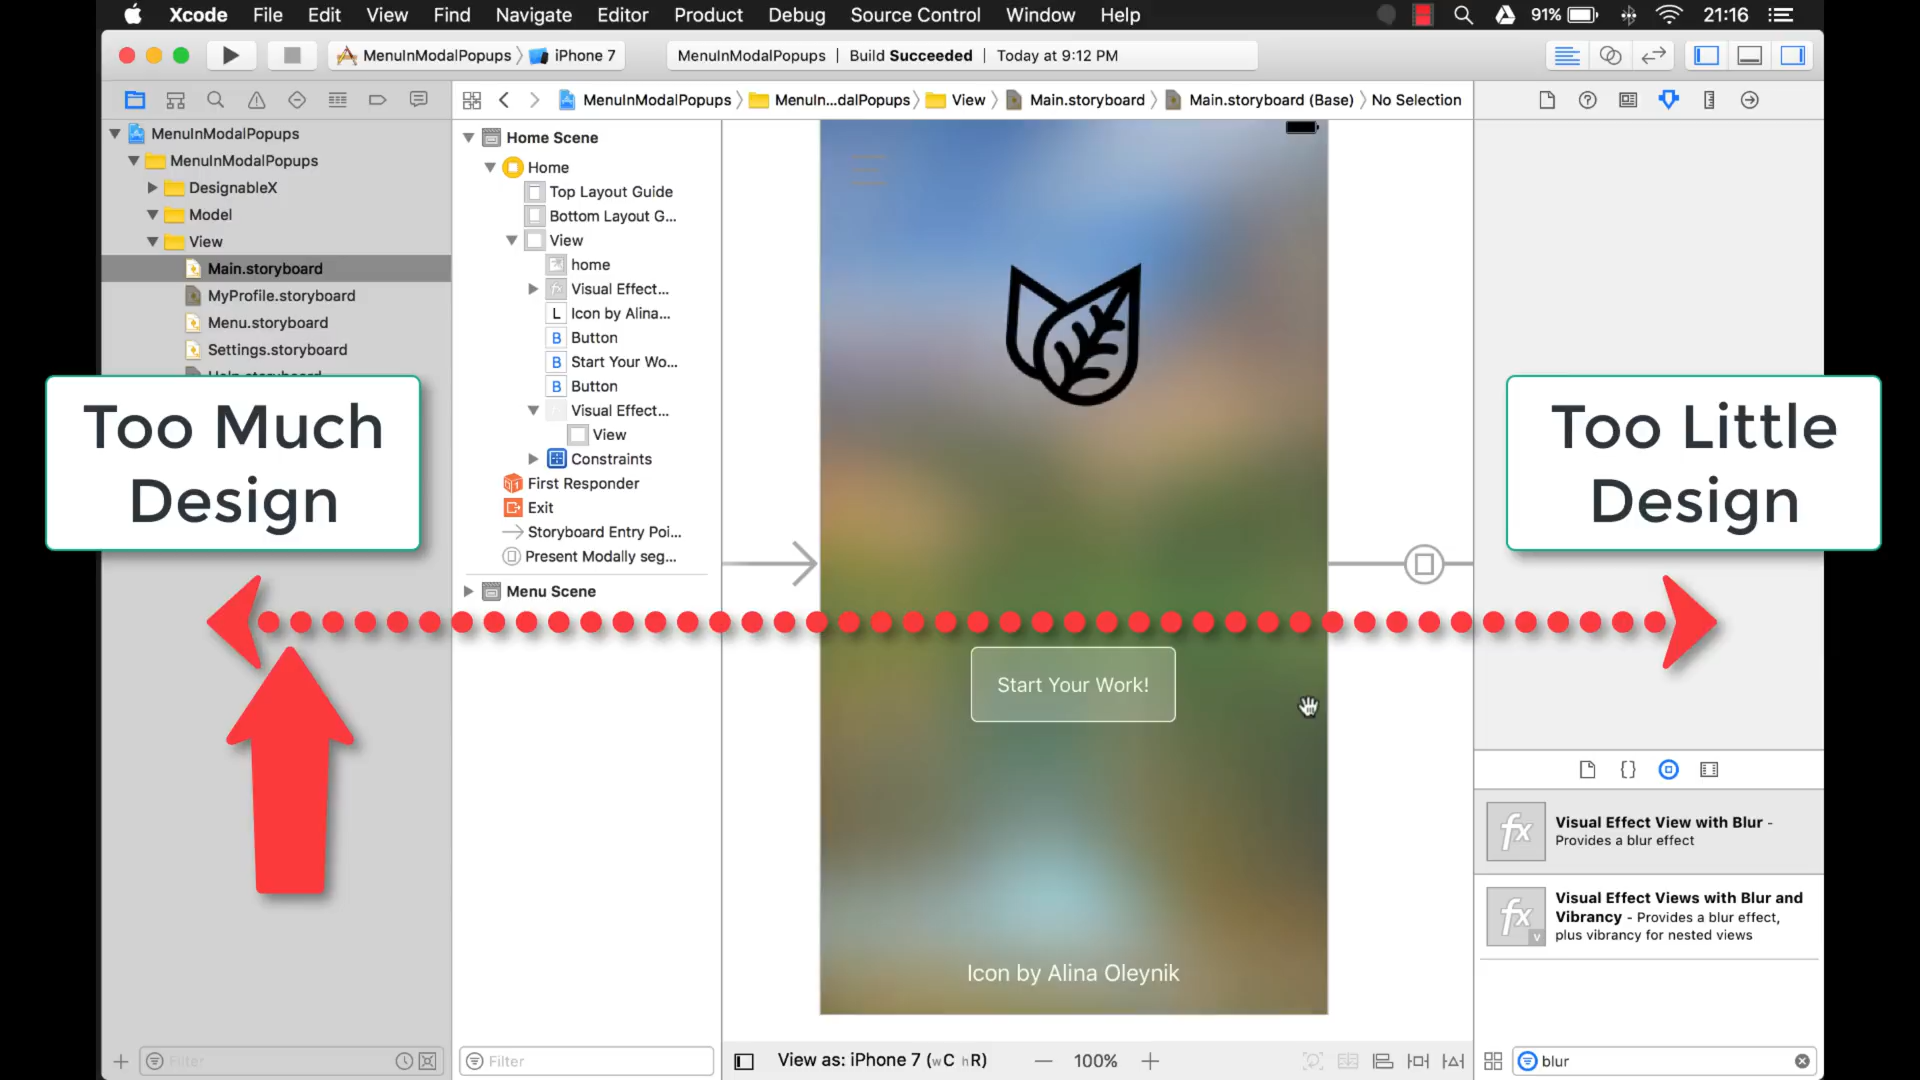 Xcode File Edit View Find Navigate Editor Product Debug Source Control Window Help 91% 21:16
MenuInModalPopups iPhone 7 MenuInModalPopups | Build Succeeded | Today at 9:12 PM
MenuInModalPopups MenuIn...dalPopups View Main.storyboard Main.storyboard (Base) No Selection
MenuInModalPopups
MenuInModalPopups
DesignableX
Model
View
Main.storyboard
MyProfile.storyboard
Menu.storyboard
Settings.storyboard
Help.storyboard
Too Much
Design
Home Scene
Home
Top Layout Guide
Bottom Layout G...
View
home
Visual Effect...
L Icon by Alina...
B Button
B Start Your Wo...
B Button
Visual Effect...
View
Constraints
First Responder
Exit
Storyboard Entry Poi...
Present Modally seg...
Menu Scene
Start Your Work!
Icon by Alina Oleynik
Too Little
Design
{}
fx Visual Effect View with Blur -
Provides a blur effect
fx Visual Effect Views with Blur and
Vibrancy - Provides a blur effect,
plus vibrancy for nested views
V
Filter
Filter
View as: iPhone 7 (wC hR) — 100% +
blur